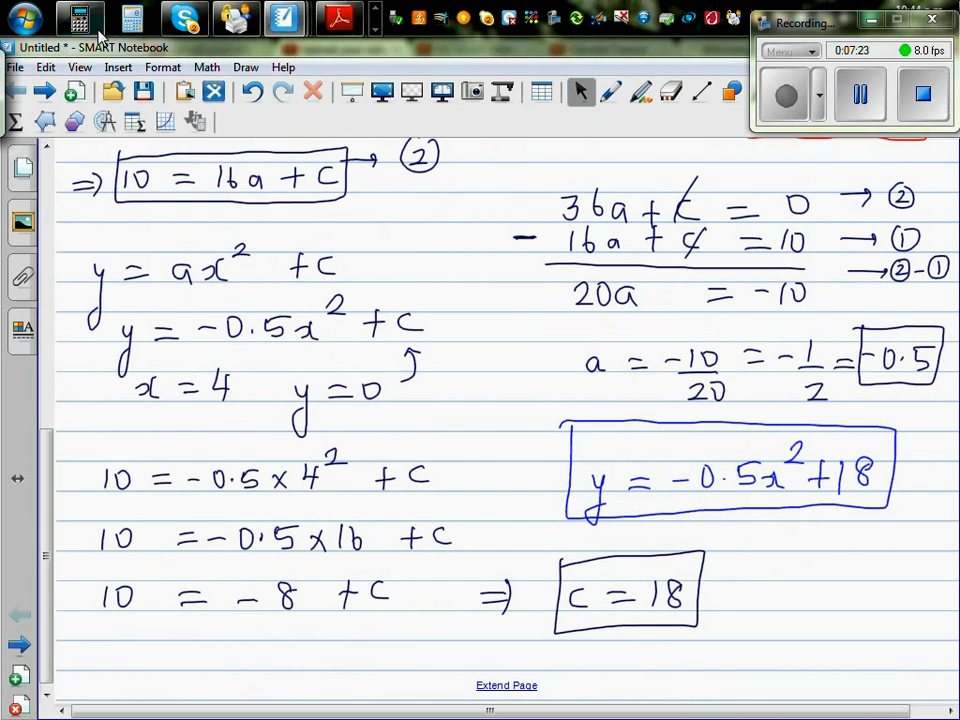 Recording...
Untitled * - SMART Notebook
Menu
0:07:23
8.0 fps
File Edit View Insert Format Math Draw Help
⇒ 10 = 16a + C → ②
y = ax² + C
y = -0.5x² + C
x = 4 y = 0
10 = -0.5 × 4² + C
10 = -0.5 × 16 + C
10 = -8 + C ⇒ C = 18
36a + C = 0 → ②
- 16a + C = 10 → ①
→ ② - ①
20a = -10
a = -10/20 = -1/2 = -0.5
y = -0.5x² + 18
Extend Page